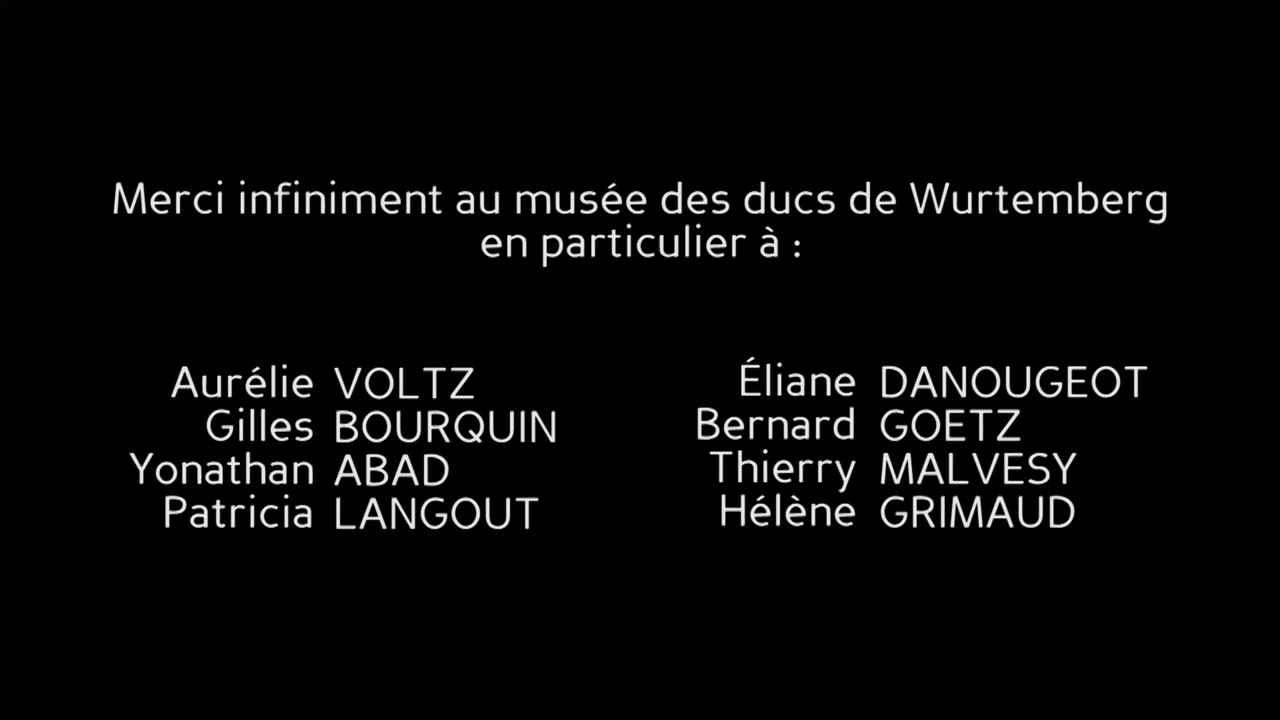 Merci infiniment au musée des ducs de Wurtemberg
en particulier à :
Aurélie VOLTZ
Gilles BOURQUIN
Yonathan ABAD
Patricia LANGOUT
Éliane DANOUGEOT
Bernard GOETZ
Thierry MALVESY
Hélène GRIMAUD